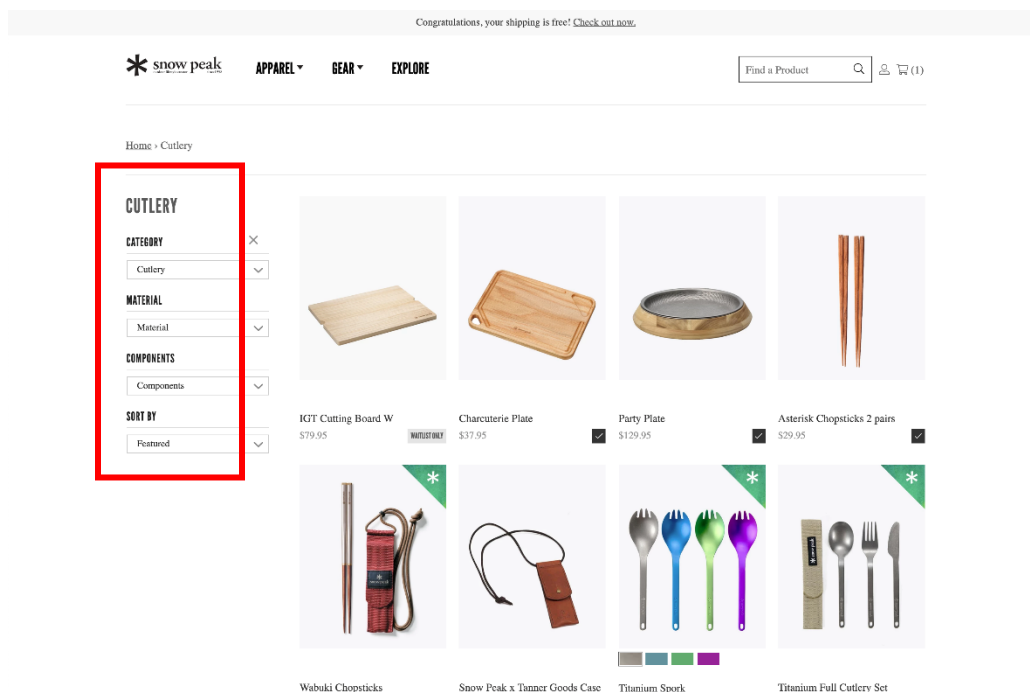 Congratulations, your shipping is free! Check out now.
snow peak
APPAREL
GEAR
EXPLORE
Find a Product
(1)
Home › Cutlery
CUTLERY
CATEGORY
Cutlery
MATERIAL
Material
COMPONENTS
Components
SORT BY
Featured
IGT Cutting Board W
$79.95
WAITLIST ONLY
Charcuterie Plate
$37.95
Party Plate
$129.95
Asterisk Chopsticks 2 pairs
$29.95
Wabuki Chopsticks
Snow Peak x Tanner Goods Case
Titanium Spork
Titanium Full Cutlery Set